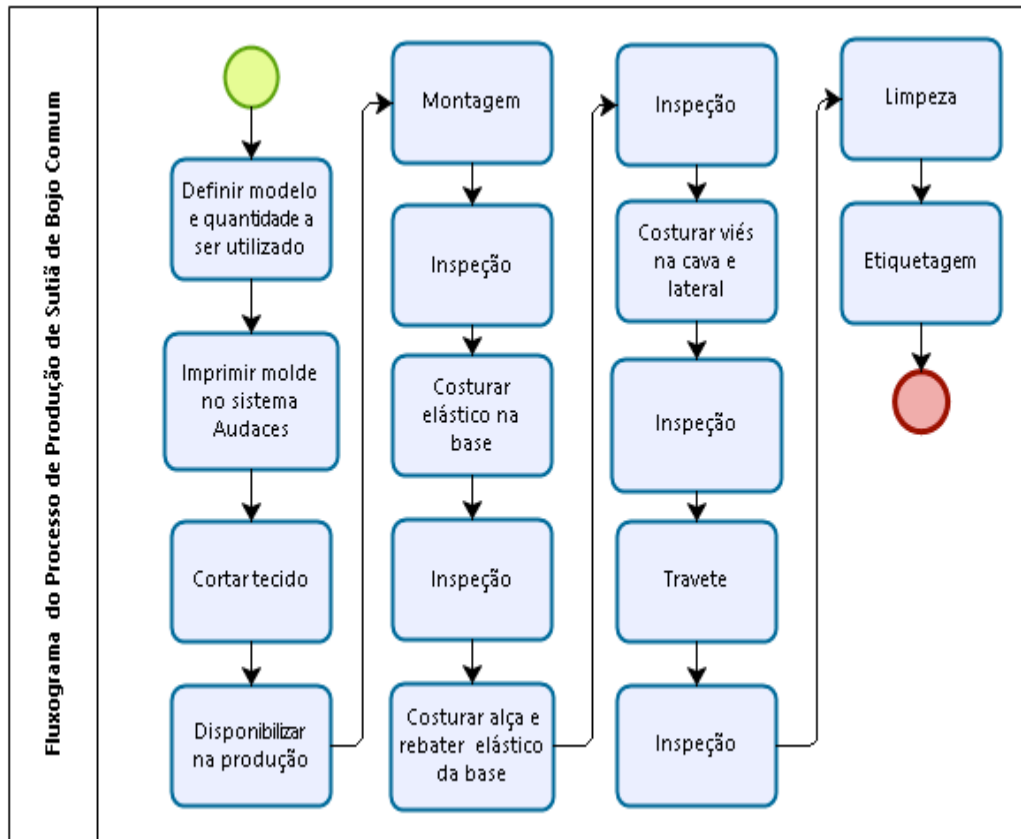 Fluxograma do Processo de Produção de Sutiã de Bojo Comum
Definir modelo
e quantidade a
ser utilizado
Imprimir molde
no sistema
Audaces
Cortar tecido
Disponibilizar
na produção
Montagem
Inspeção
Costurar
elástico na
base
Inspeção
Costurar alça e
rebater elástico
da base
Inspeção
Costurar viés
na cava e
lateral
Inspeção
Travete
Inspeção
Limpeza
Etiquetagem